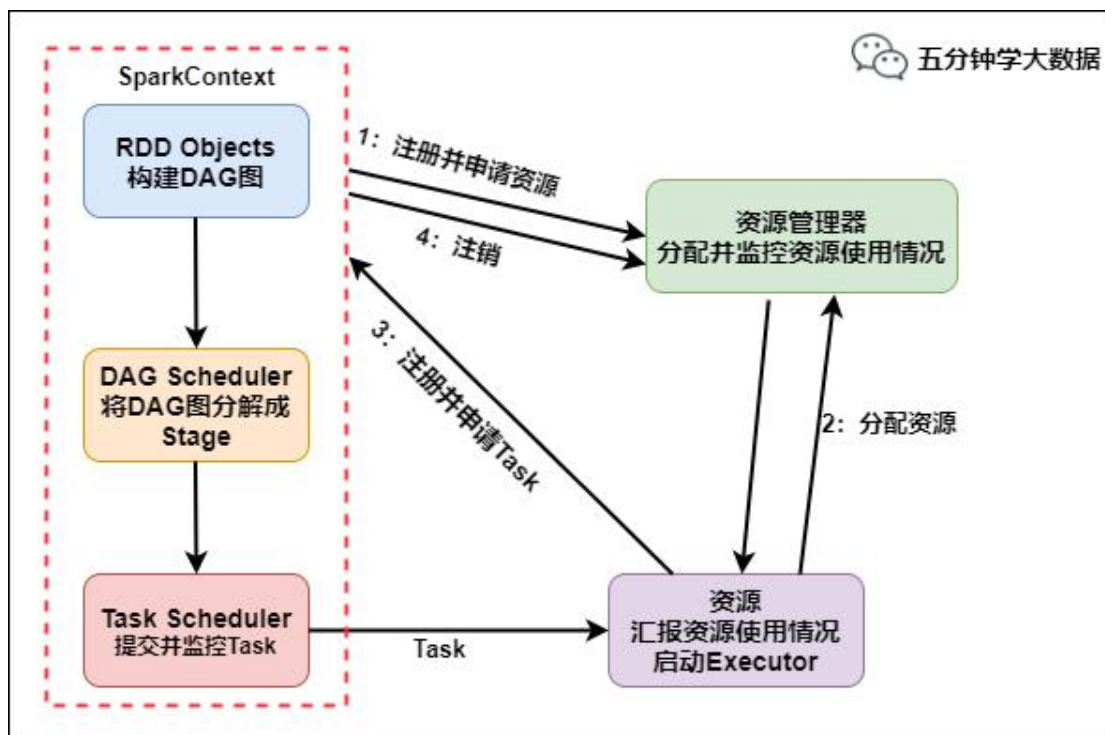 五分钟学大数据
SparkContext
RDD Objects
构建DAG图
1：注册并申请资源
4：注销
资源管理器
分配并监控资源使用情况
3：注册并申请Task
DAG Scheduler
将DAG图分解成
Stage
2：分配资源
Task Scheduler
提交并监控Task
Task
资源
汇报资源使用情况
启动Executor